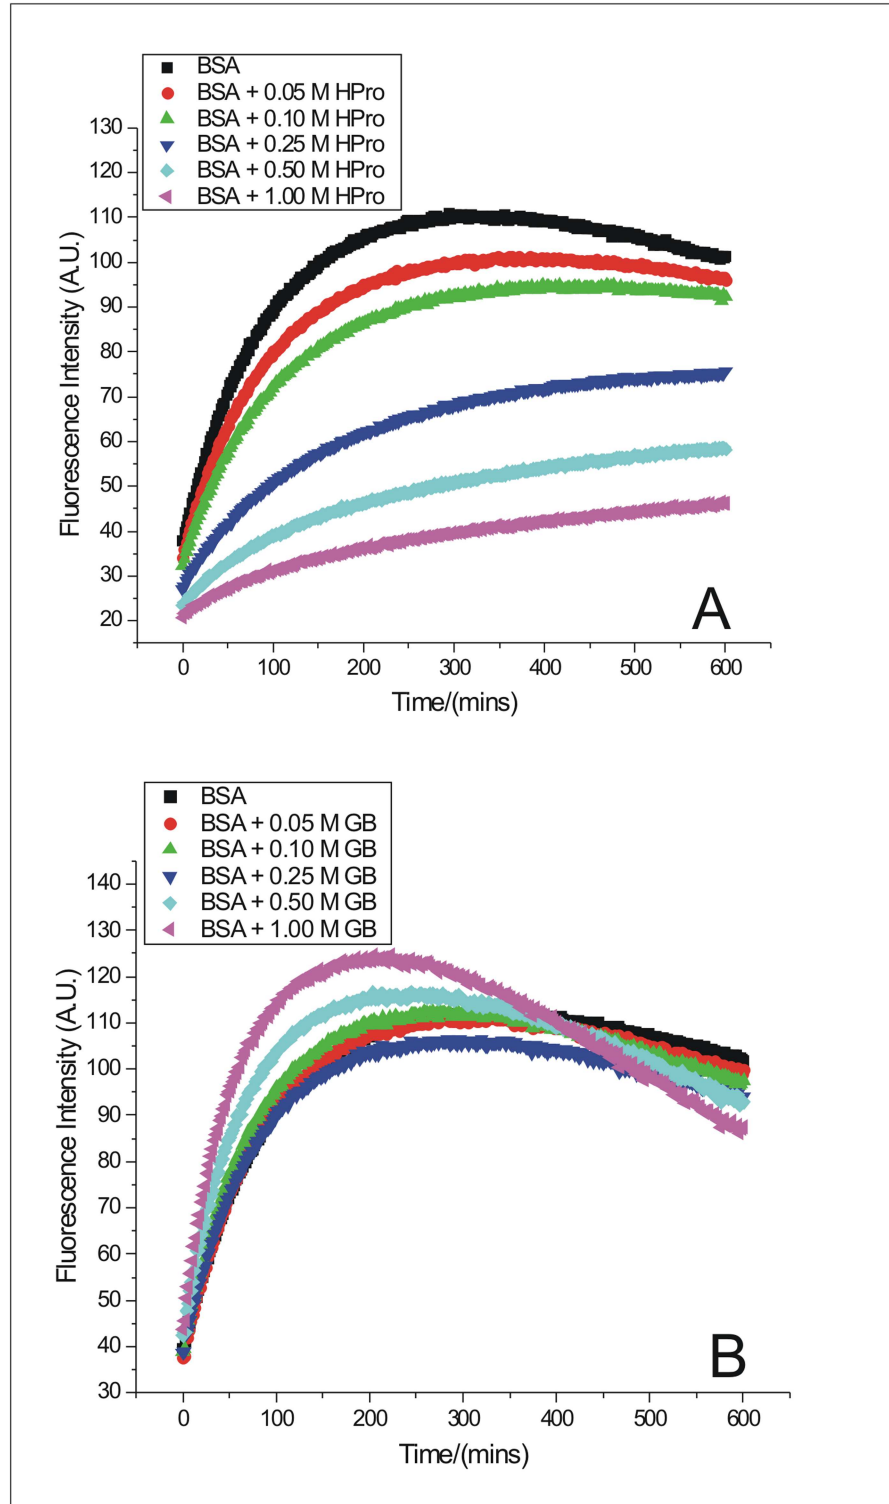 BSA
BSA + 0.05 M HPro
BSA + 0.10 M HPro
BSA + 0.25 M HPro
BSA + 0.50 M HPro
BSA + 1.00 M HPro
130
120
110
100
90
80
70
60
50
40
30
20
Fluorescence Intensity (A.U.)
A
0 100 200 300 400 500 600
Time/(mins)
BSA
BSA + 0.05 M GB
BSA + 0.10 M GB
BSA + 0.25 M GB
BSA + 0.50 M GB
BSA + 1.00 M GB
140
130
120
110
100
90
80
70
60
50
40
30
Fluorescence Intensity (A.U.)
B
0 100 200 300 400 500 600
Time/(mins)